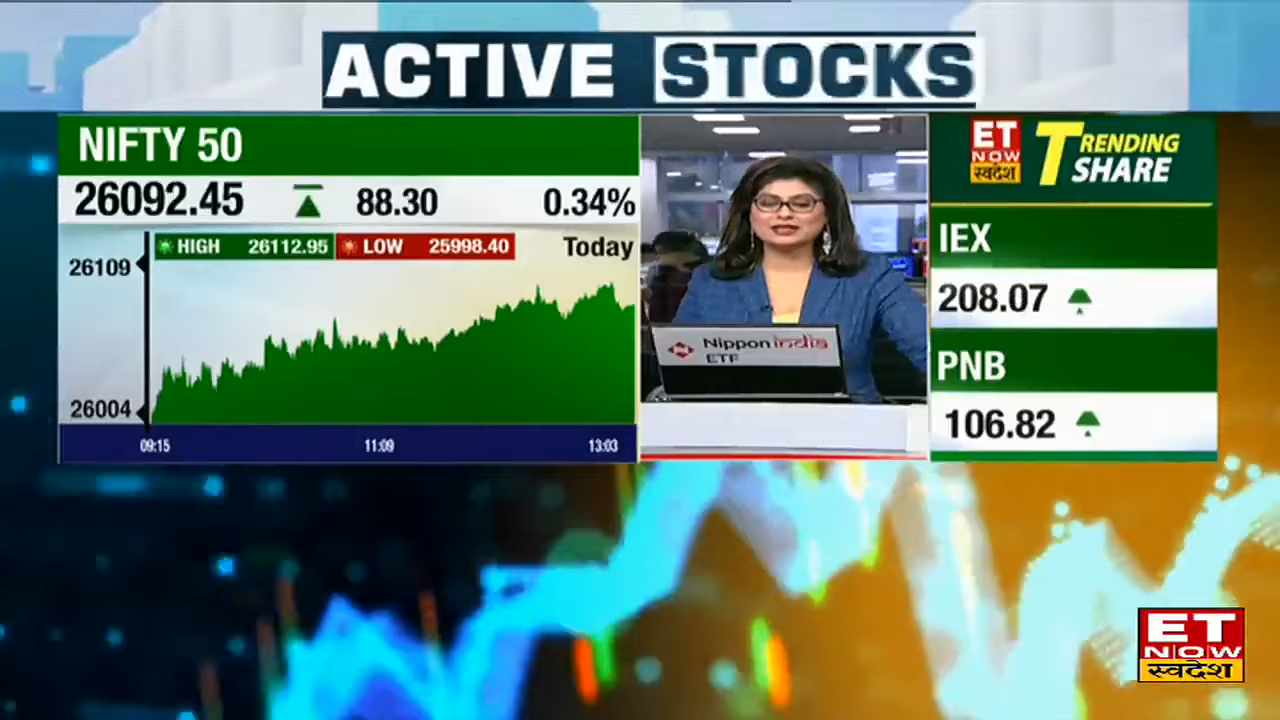 ACTIVE STOCKS
NIFTY 50
26092.45 88.30 0.34%
HIGH 26112.95 LOW 25998.40 Today
26109
26004
09:15 11:09 13:03
Nippon india
ETF
ET
NOW
स्वदेश
TRENDING
SHARE
IEX
208.07
PNB
106.82
ET
NOW
स्वदेश